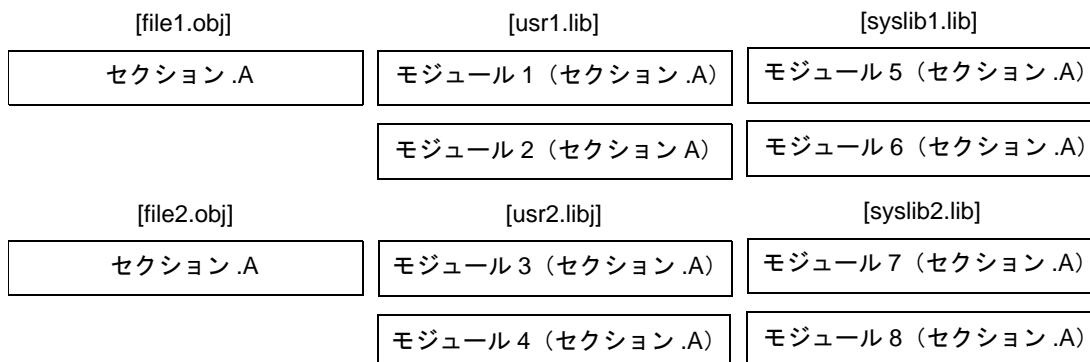 [file1.obj] [usr1.lib] [syslib1.lib]
セクション .A モジュール 1（セクション .A） モジュール 5（セクション .A）
モジュール 2（セクション A） モジュール 6（セクション .A）
[file2.obj] [usr2.libj] [syslib2.lib]
セクション .A モジュール 3（セクション .A） モジュール 7（セクション .A）
モジュール 4（セクション .A） モジュール 8（セクション .A）